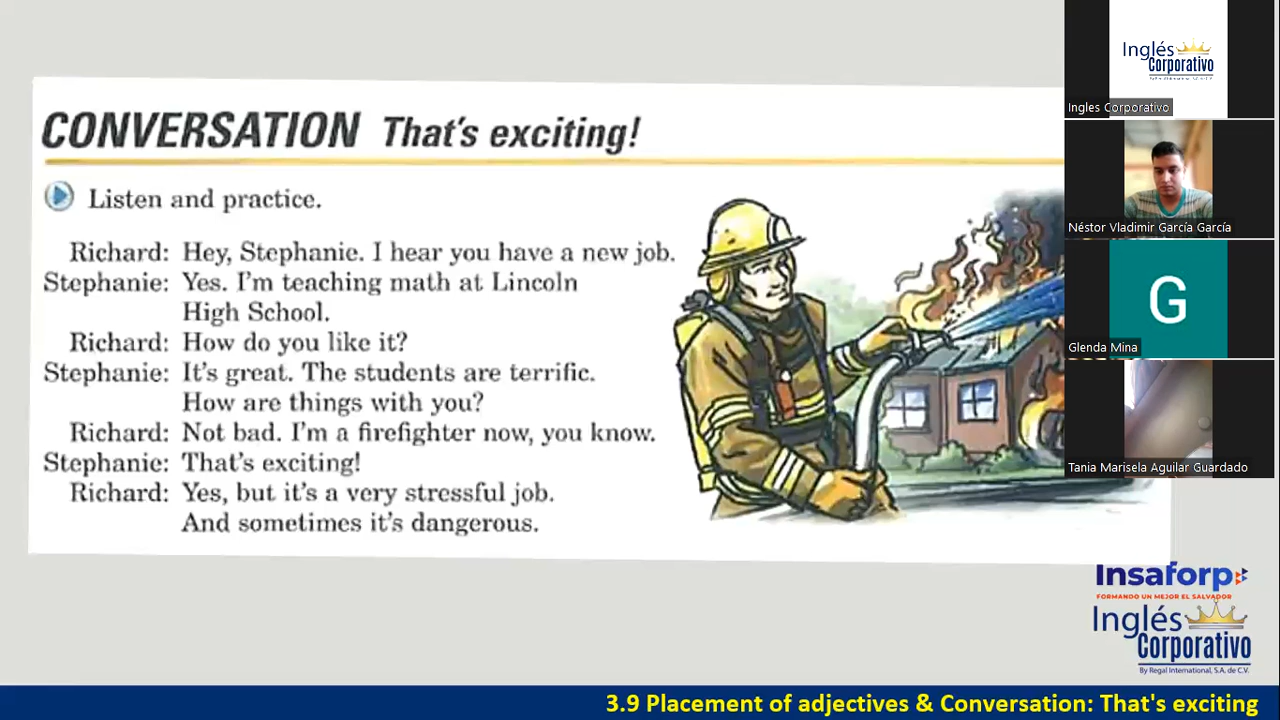 CONVERSATION That's exciting!
Listen and practice.
Richard: Hey, Stephanie. I hear you have a new job.
Stephanie: Yes. I'm teaching math at Lincoln
High School.
Richard: How do you like it?
Stephanie: It's great. The students are terrific.
How are things with you?
Richard: Not bad. I'm a firefighter now, you know.
Stephanie: That's exciting!
Richard: Yes, but it's a very stressful job.
And sometimes it's dangerous.
Inglés
Corporativo
Ingles Corporativo
Néstor Vladimir García García
G
Glenda Mina
Tania Marisela Aguilar Guardado
Insaforp
FORMANDO UN MEJOR EL SALVADOR
Inglés
Corporativo
By Regal International, S.A. de C.V.
3.9 Placement of adjectives & Conversation: That's exciting